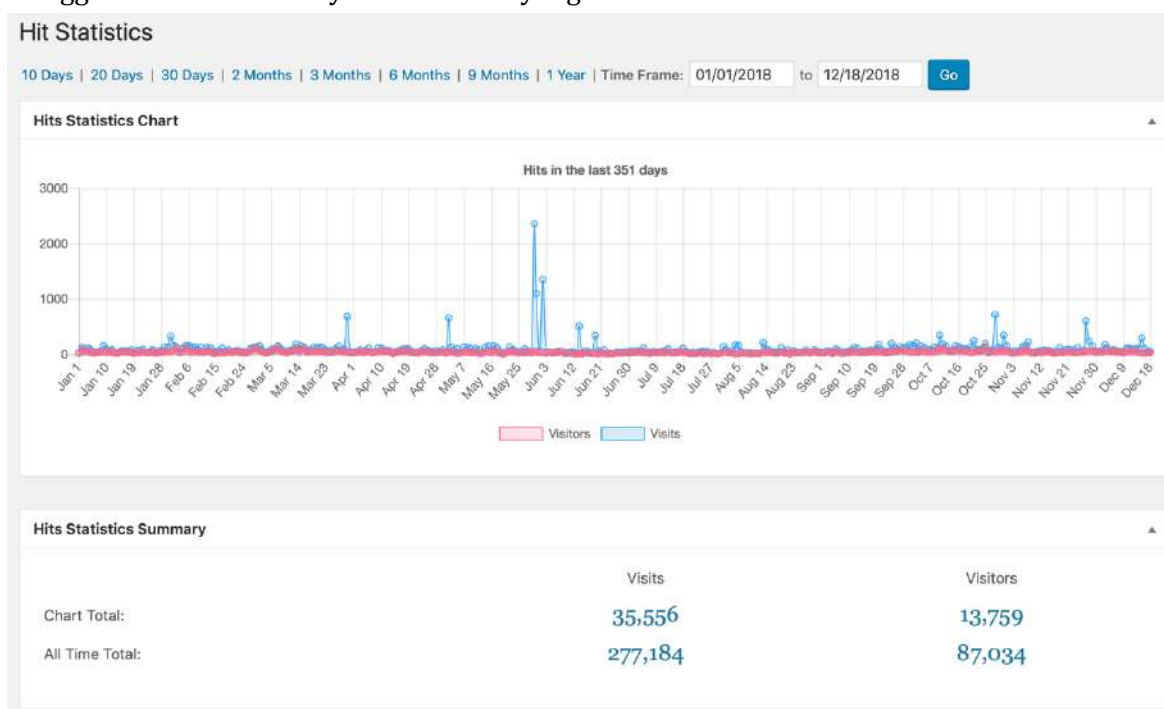 Hit Statistics
10 Days | 20 Days | 30 Days | 2 Months | 3 Months | 6 Months | 9 Months | 1 Year | Time Frame: 01/01/2018 to 12/18/2018 Go
Hits Statistics Chart
Hits in the last 351 days
3000
2000
1000
0
Jan 1 Jan 10 Jan 19 Jan 28 Feb 6 Feb 15 Feb 24 Mar 5 Mar 14 Mar 23 Apr 1 Apr 10 Apr 19 Apr 28 May 7 May 16 May 25 Jun 3 Jun 12 Jun 21 Jun 30 Jul 9 Jul 18 Jul 27 Aug 5 Aug 14 Aug 23 Sep 1 Sep 10 Sep 19 Sep 28 Oct 7 Oct 16 Oct 25 Nov 3 Nov 12 Nov 21 Nov 30 Dec 9 Dec 18
Visitors Visits
Hits Statistics Summary
Visits Visitors
Chart Total: 35,556 13,759
All Time Total: 277,184 87,034